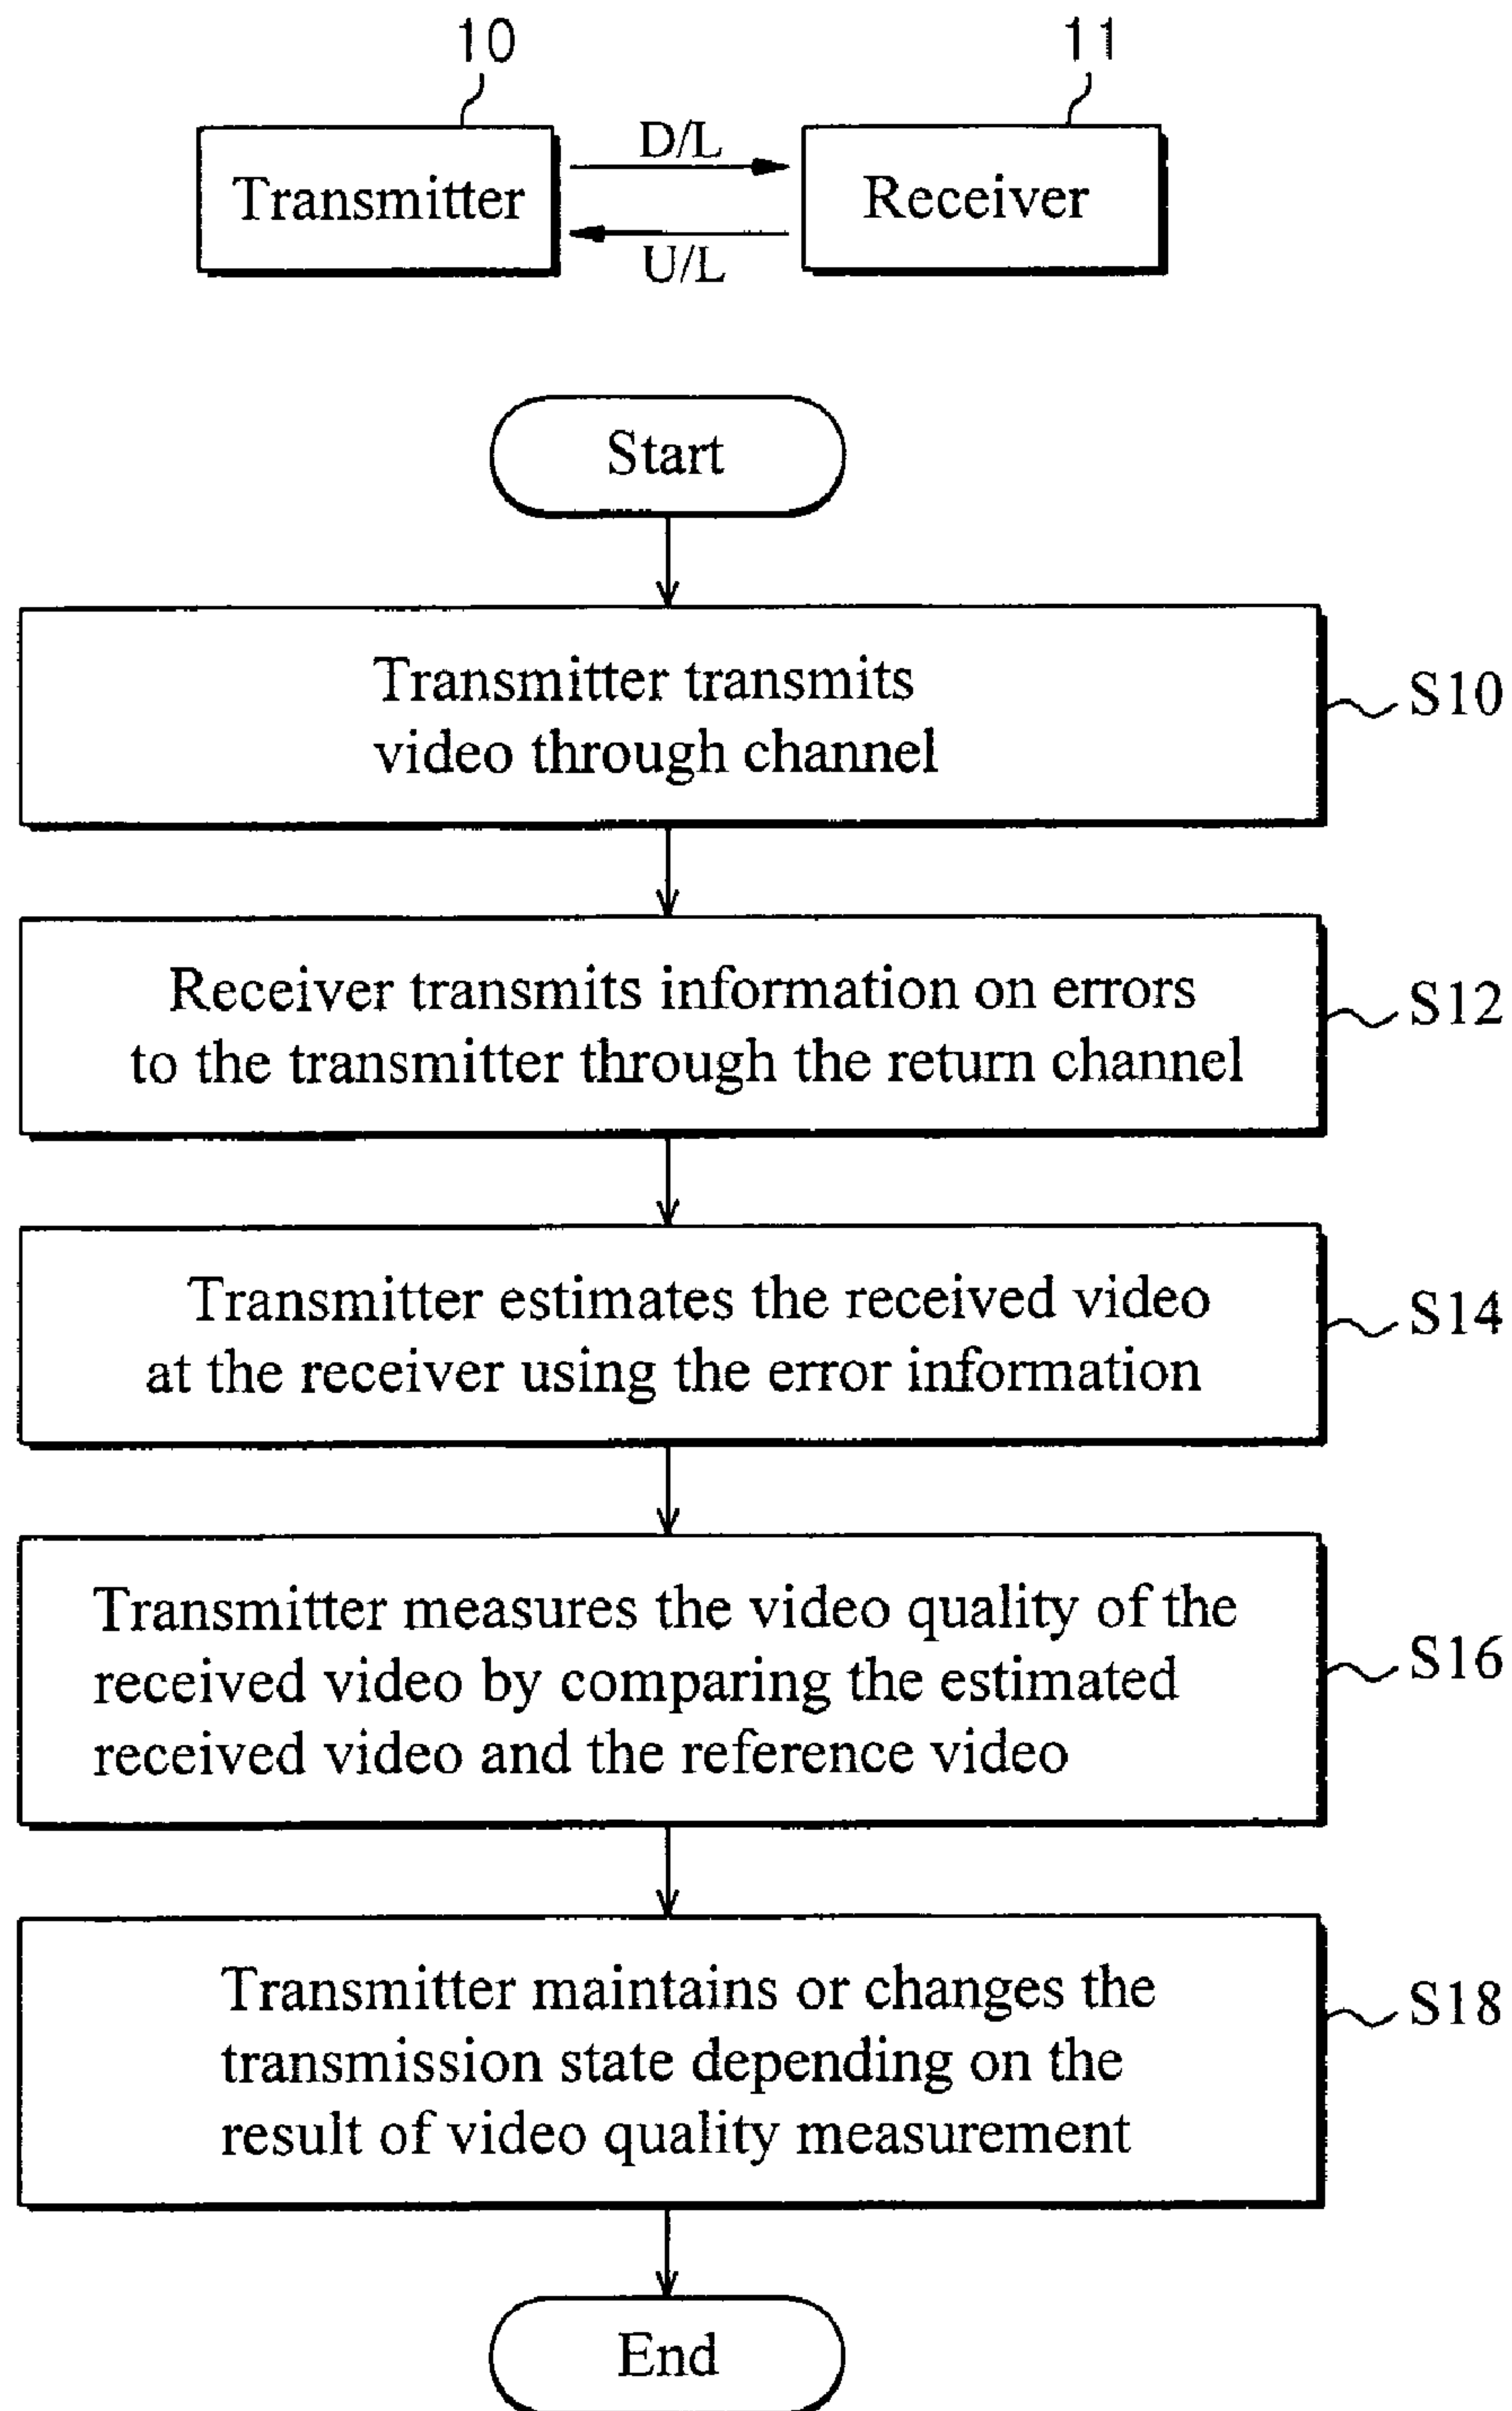 10
11
Transmitter
D/L
U/L
Receiver
Start
Transmitter transmits
video through channel
S10
Receiver transmits information on errors
to the transmitter through the return channel
S12
Transmitter estimates the received video
at the receiver using the error information
S14
Transmitter measures the video quality of the
received video by comparing the estimated
received video and the reference video
S16
Transmitter maintains or changes the
transmission state depending on the
result of video quality measurement
S18
End